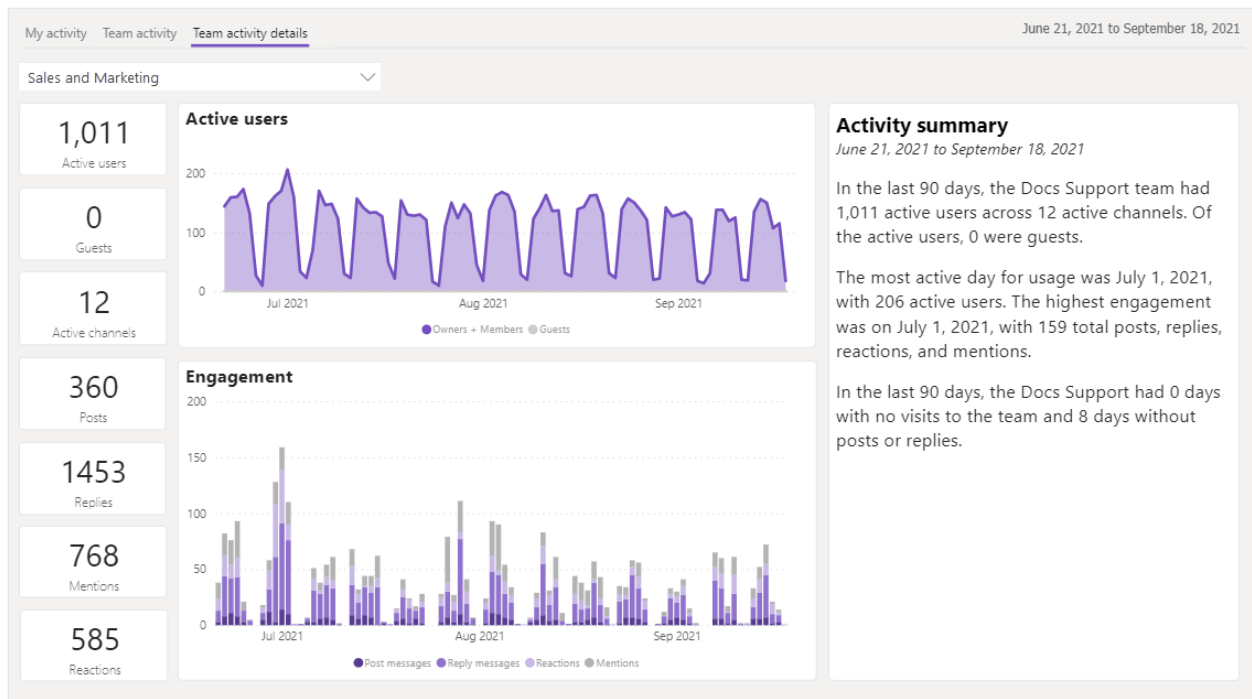 My activity Team activity Team activity details
June 21, 2021 to September 18, 2021
Sales and Marketing
1,011
Active users
0
Guests
12
Active channels
360
Posts
1453
Replies
768
Mentions
585
Reactions
Active users
200
100
0
Jul 2021 Aug 2021 Sep 2021
Owners + Members Guests
Engagement
200
150
100
50
0
Jul 2021 Aug 2021 Sep 2021
Post messages Reply messages Reactions Mentions
Activity summary
June 21, 2021 to September 18, 2021
In the last 90 days, the Docs Support team had
1,011 active users across 12 active channels. Of
the active users, 0 were guests.
The most active day for usage was July 1, 2021,
with 206 active users. The highest engagement
was on July 1, 2021, with 159 total posts, replies,
reactions, and mentions.
In the last 90 days, the Docs Support had 0 days
with no visits to the team and 8 days without
posts or replies.